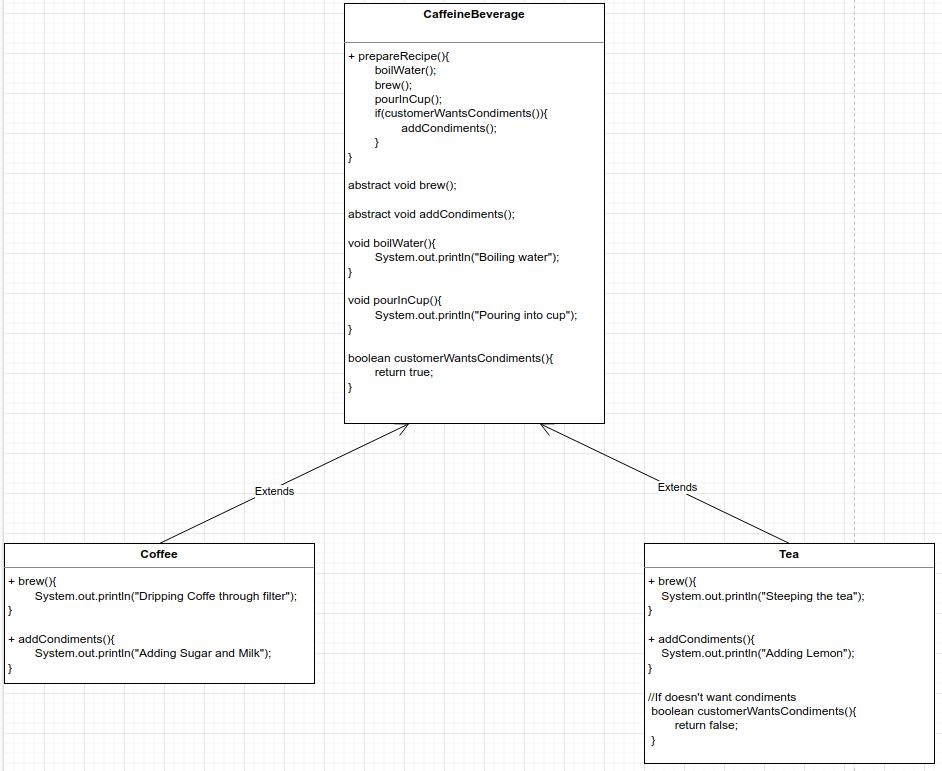 CaffeineBeverage
+ prepareRecipe(){
boilWater();
brew();
pourInCup();
if(customerWantsCondiments()){
addCondiments();
}
}
abstract void brew();
abstract void addCondiments();
void boilWater(){
System.out.println("Boiling water");
}
void pourInCup(){
System.out.println("Pouring into cup");
}
boolean customerWantsCondiments(){
return true;
}
Extends
Extends
Coffee
+ brew(){
System.out.println("Dripping Coffe through filter");
}
+ addCondiments(){
System.out.println("Adding Sugar and Milk");
}
Tea
+ brew(){
System.out.println("Steeping the tea");
}
+ addCondiments(){
System.out.println("Adding Lemon");
}
//If doesn't want condiments
boolean customerWantsCondiments(){
return false;
}